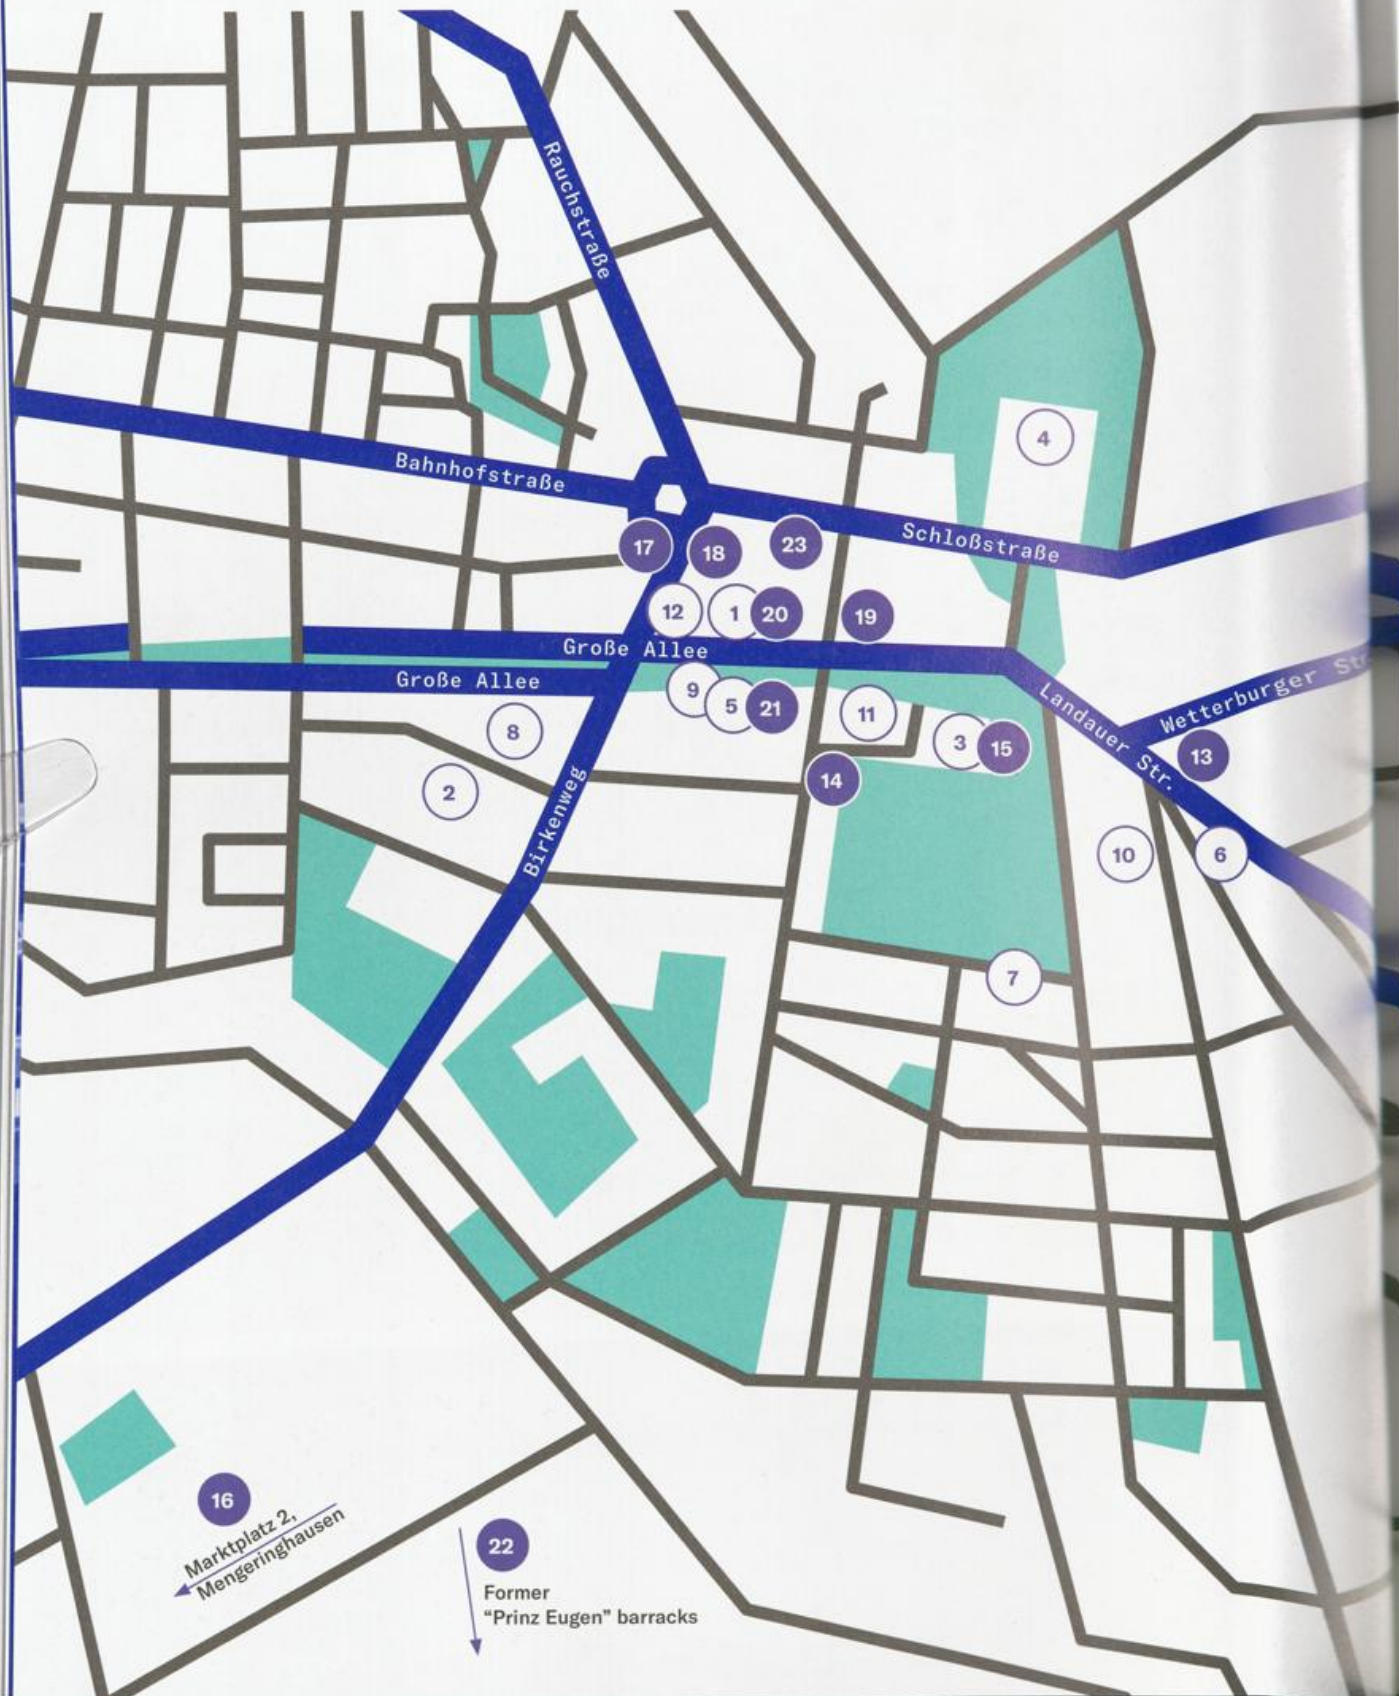 Rauchstraße
4
Bahnhofstraße
Schloßstraße
17
18
23
12
1
20
19
Große Allee
Große Allee
9
5
21
11
8
3
15
Landauer Str.
Wetterburger Str
13
14
2
Birkenweg
10
6
7
16
Marktplatz 2,
Mengeringhausen
22
Former
“Prinz Eugen” barracks